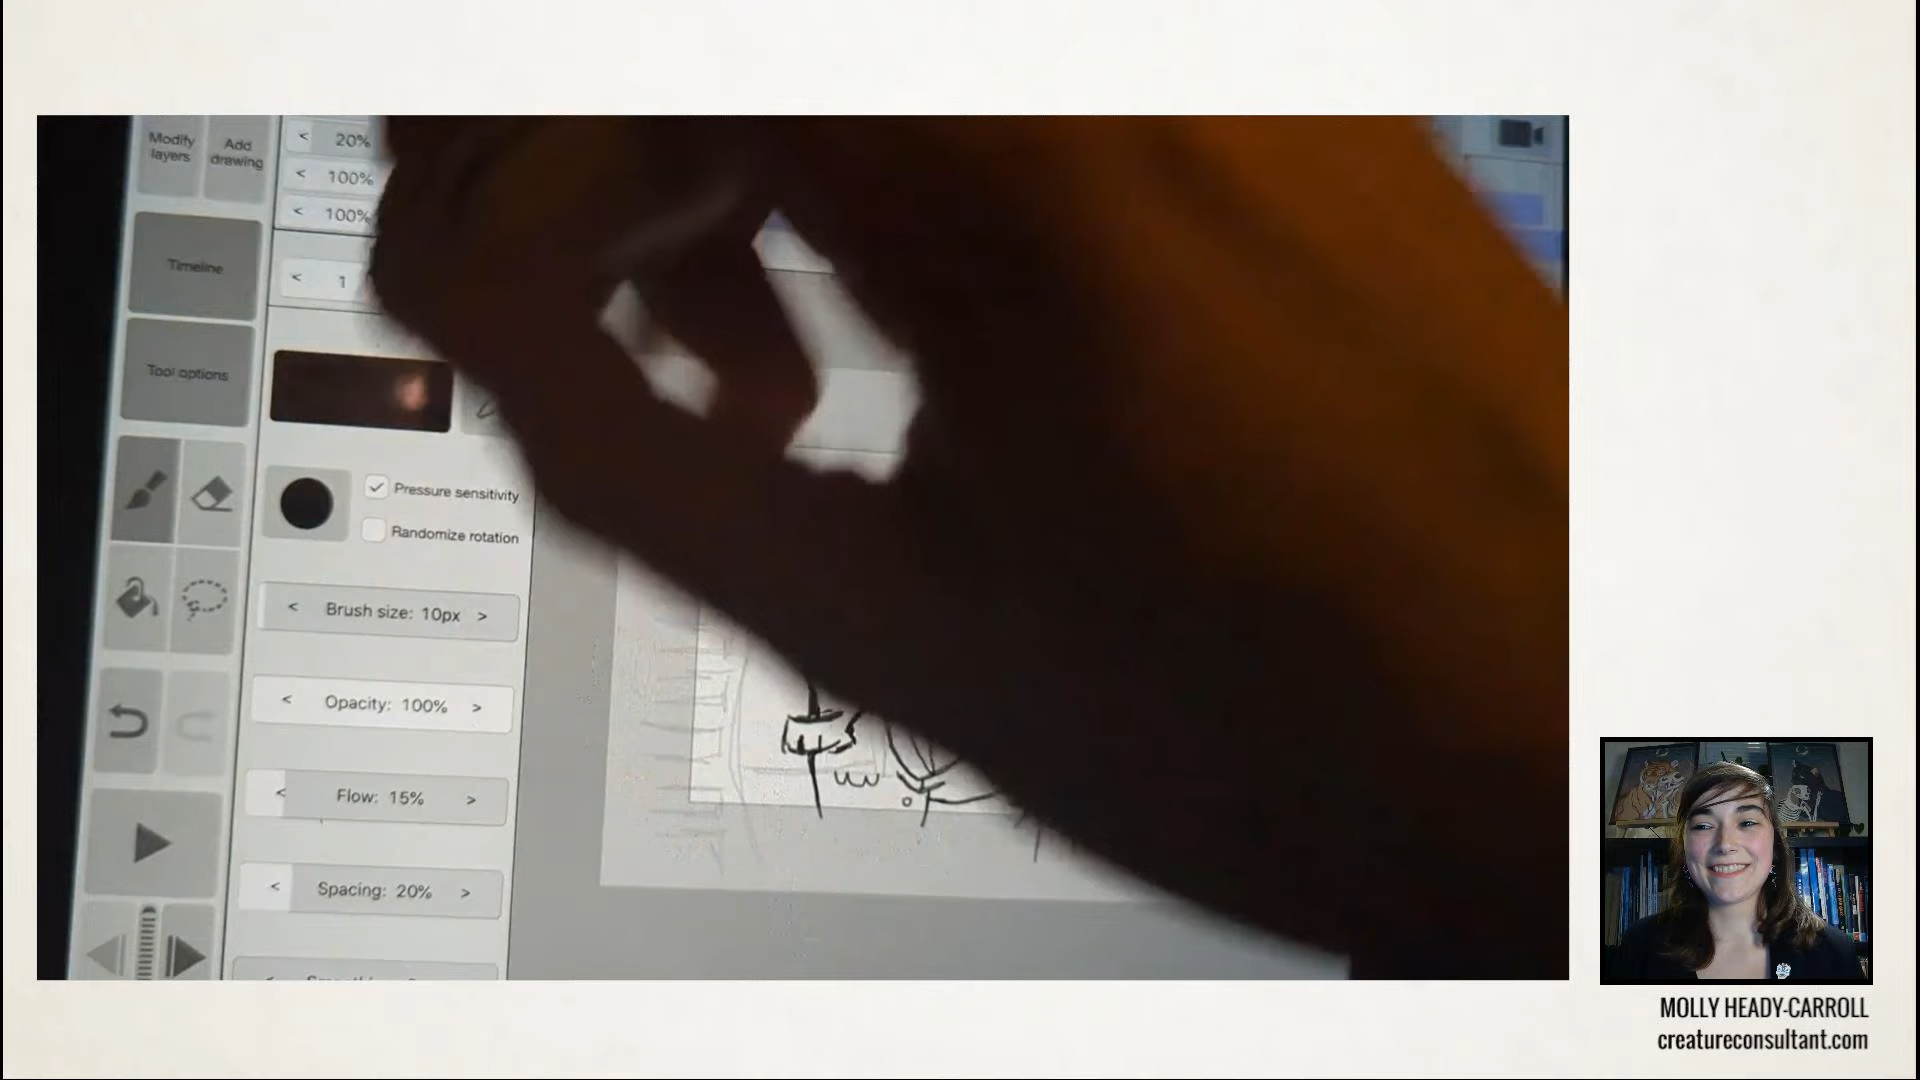 Modify
layers
Add
drawing
< 20%
< 100%
< 100%
Timeline
< 1
Tool options
Pressure sensitivity
Randomize rotation
< Brush size: 10px >
< Opacity: 100% >
< Flow: 15% >
< Spacing: 20% >
MOLLY HEADY-CARROLL
creatureconsultant.com